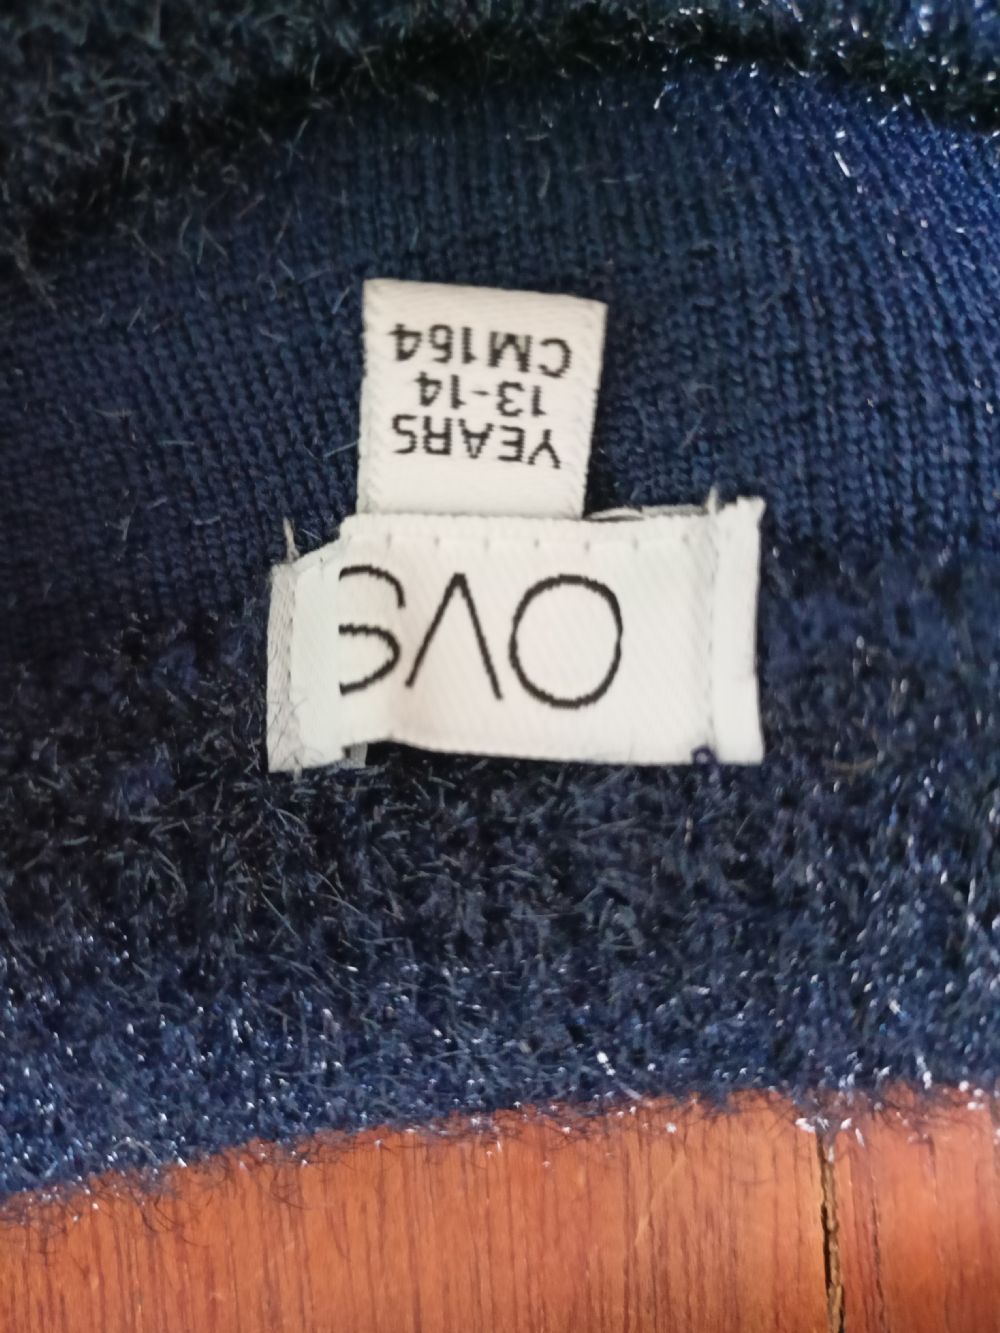 OVS
YEARS
13-14
CM164